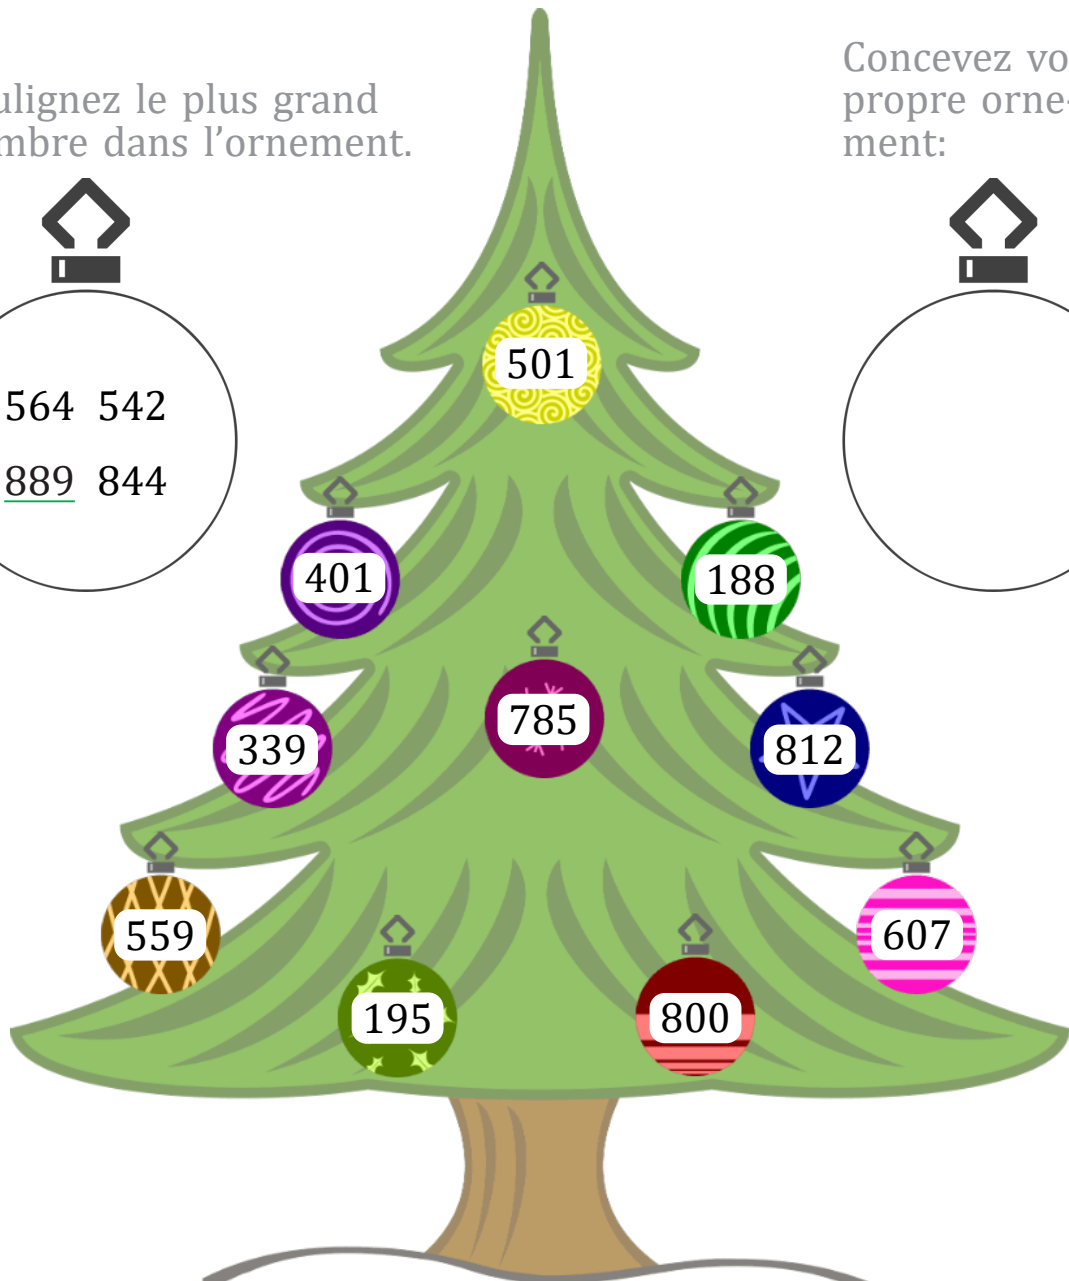 ulignez le plus grand
mbre dans l'ornement.
Concevez vo
propre orne-
ment:
564 542
889 844
501
401
188
339
785
812
559
607
195
800